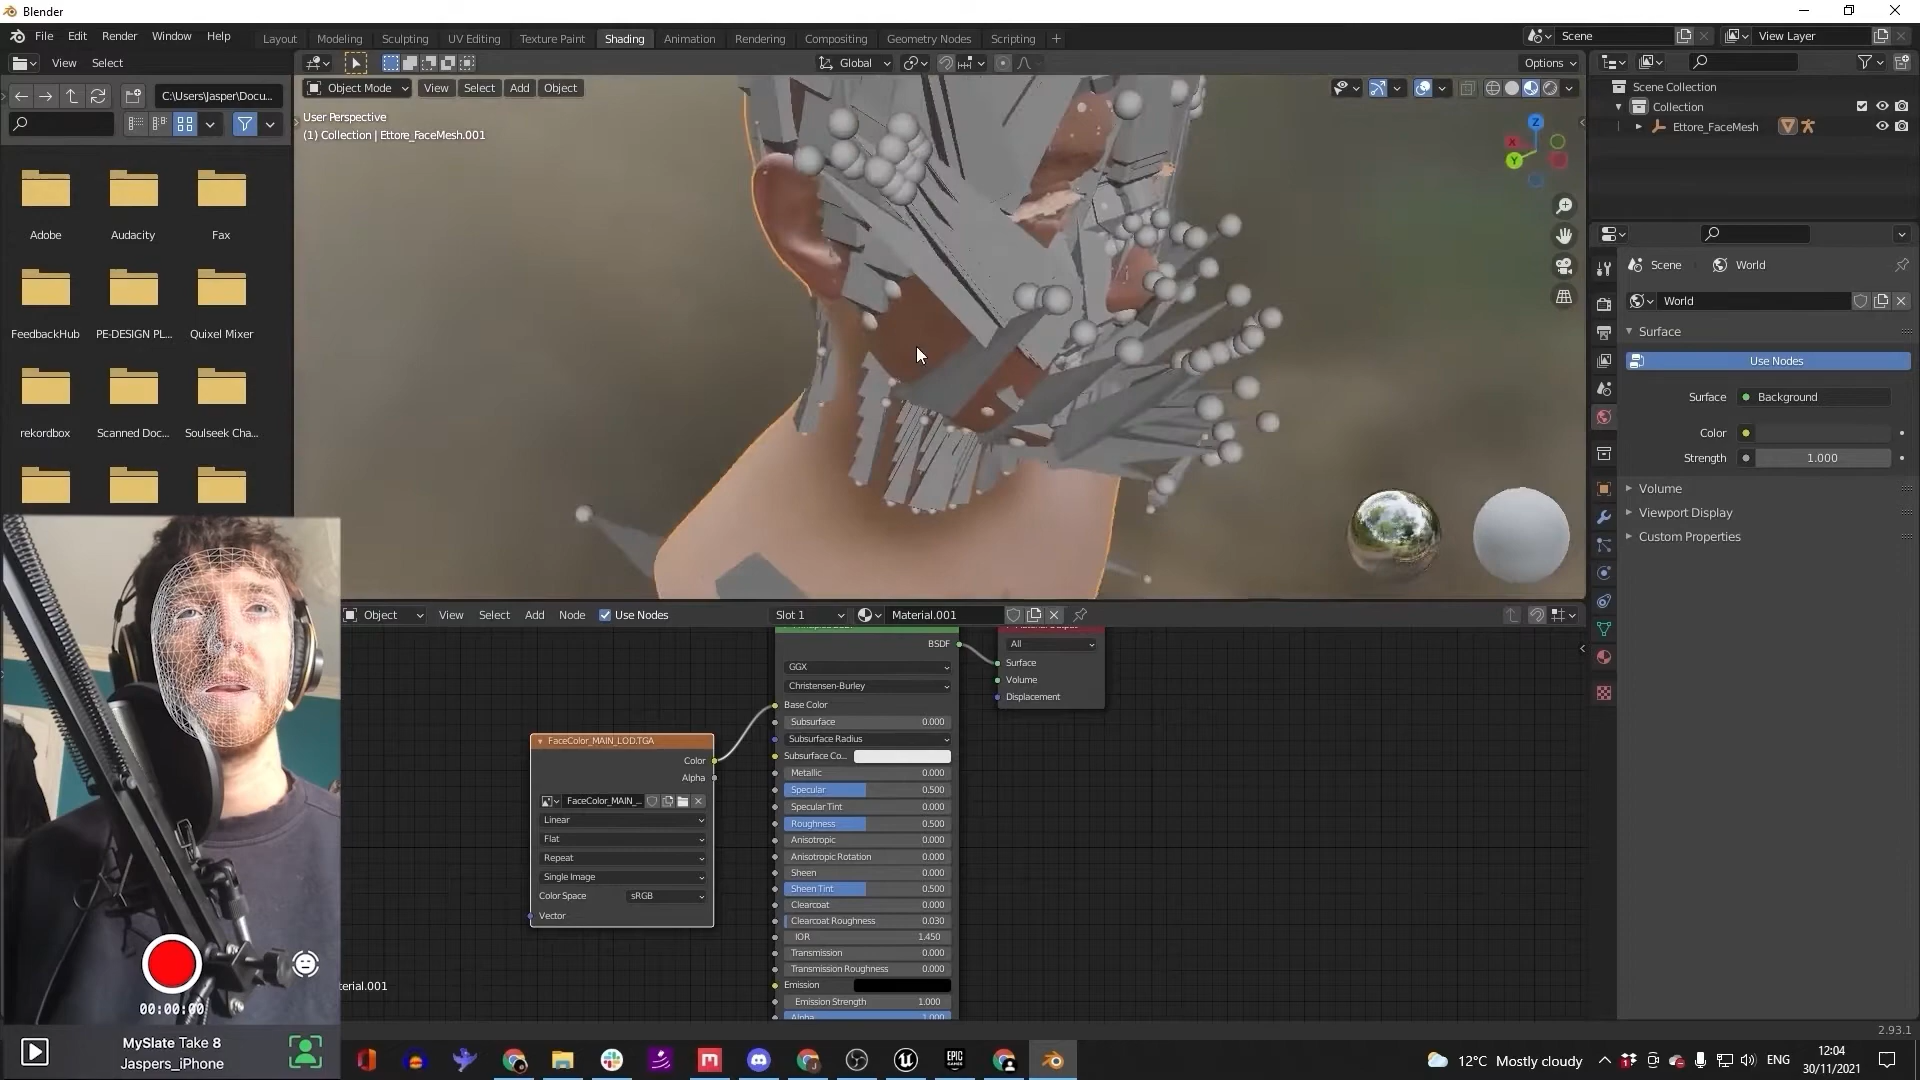 Blender
File Edit Render Window Help
Layout Modeling Sculpting UV Editing Texture Paint Shading Animation Rendering Compositing Geometry Nodes Scripting +
Scene
View Layer
View Select
Global
Options
C:\Users\Jasper\Docu...
Object Mode View Select Add Object
User Perspective
(1) Collection | Ettore_FaceMesh.001
Z
X
Y
Scene Collection
Collection
Ettore_FaceMesh
Adobe Audacity Fax
FeedbackHub PE-DESIGN PL... Quixel Mixer
rekordbox Scanned Doc... Soulseek Cha...
Scene World
World
Surface
Use Nodes
Surface Background
Color
Strength 1.000
Volume
Viewport Display
Custom Properties
Object View Select Add Node Use Nodes Slot 1 Material.001
BSDF
GGX
Christensen-Burley
Base Color
Subsurface 0.000
Subsurface Radius
Subsurface Co...
Metallic 0.000
Specular 0.500
Specular Tint 0.000
Roughness 0.500
Anisotropic 0.000
Anisotropic Rotation 0.000
Sheen 0.000
Sheen Tint 0.500
Clearcoat 0.000
Clearcoat Roughness 0.030
IOR 1.450
Transmission 0.000
Transmission Roughness 0.000
Emission
Emission Strength 1.000
Alpha 1.000
All
Surface
Volume
Displacement
FaceColor_MAIN_LOD.TGA
Color
Alpha
FaceColor_MAIN_...
Linear
Flat
Repeat
Single Image
Color Space sRGB
Vector
terial.001
00:00:00
MySlate Take 8
Jaspers_iPhone
2.93.1
EPIC GAMES
12°C Mostly cloudy
ENG
12:04
30/11/2021